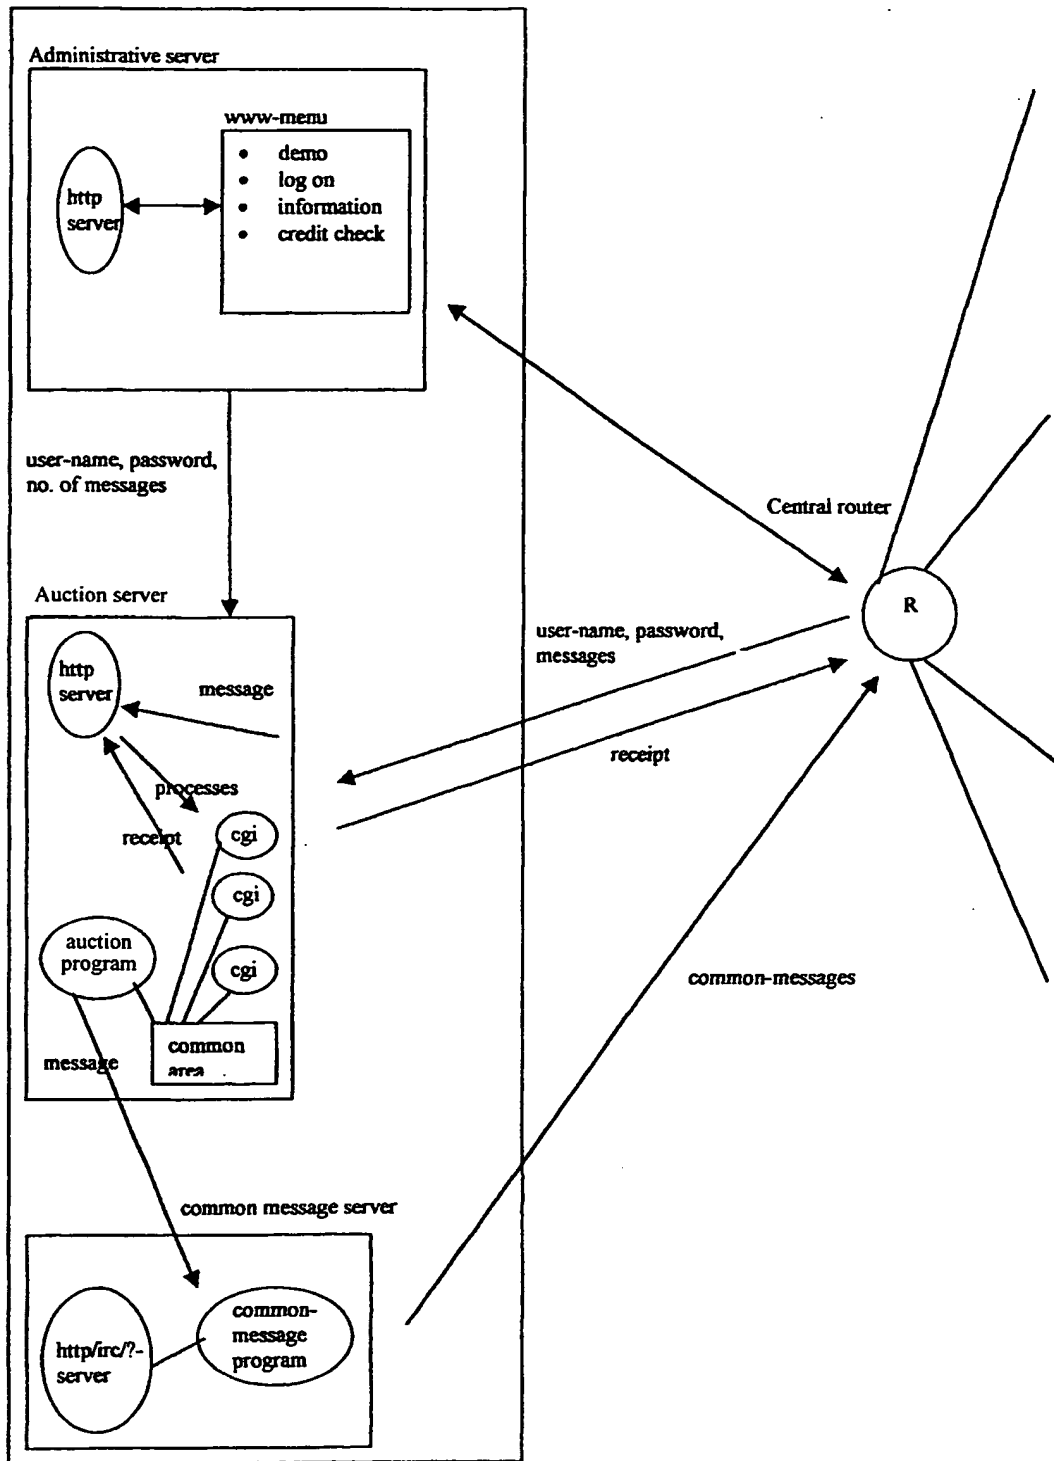 Administrative server
www-menu
• demo
• log on
• information
• credit check
http
server
user-name, password,
no. of messages
Central router
R
Auction server
http
server
message
user-name, password,
messages
receipt
processes
receipt
cgi
cgi
cgi
auction
program
common
area
message
common-messages
common message server
http/irc/?-
server
common-
message
program